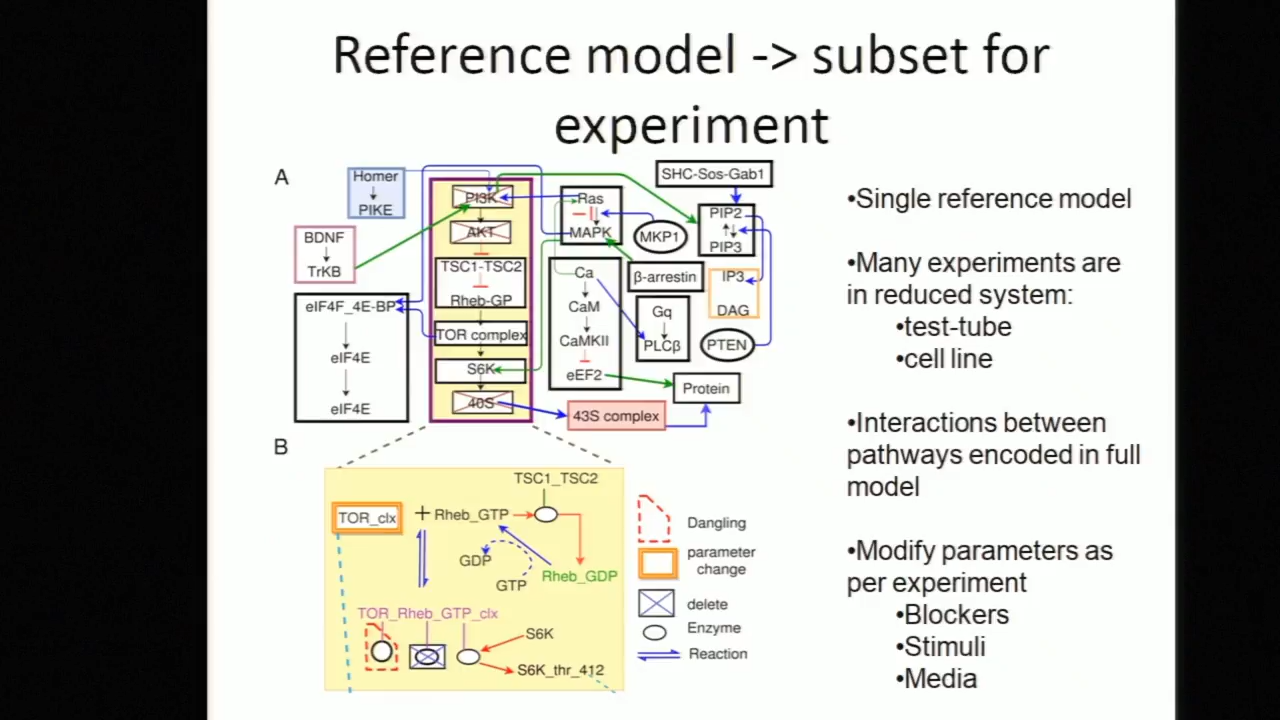 Reference model -> subset for
experiment
A
Homer
PIKE
BDNF
TrKB
eIF4F_4E-BP
eIF4E
eIF4E
PI3K
AKT
TSC1-TSC2
Rheb-GP
TOR complex
S6K
40S
Ras
MAPK
MKP1
β-arrestin
Ca
CaM
CaMKII
eEF2
Gq
PLCβ
SHC-Sos-Gab1
PIP2
PIP3
IP3
DAG
PTEN
Protein
43S complex
B
TSC1_TSC2
TOR_clx
+ Rheb_GTP
GDP
GTP
Rheb_GDP
TOR_Rheb_GTP_clx
S6K
S6K_thr_412
Dangling
parameter
change
delete
Enzyme
Reaction
•Single reference model
•Many experiments are
in reduced system:
•test-tube
•cell line
•Interactions between
pathways encoded in full
model
•Modify parameters as
per experiment
•Blockers
•Stimuli
•Media